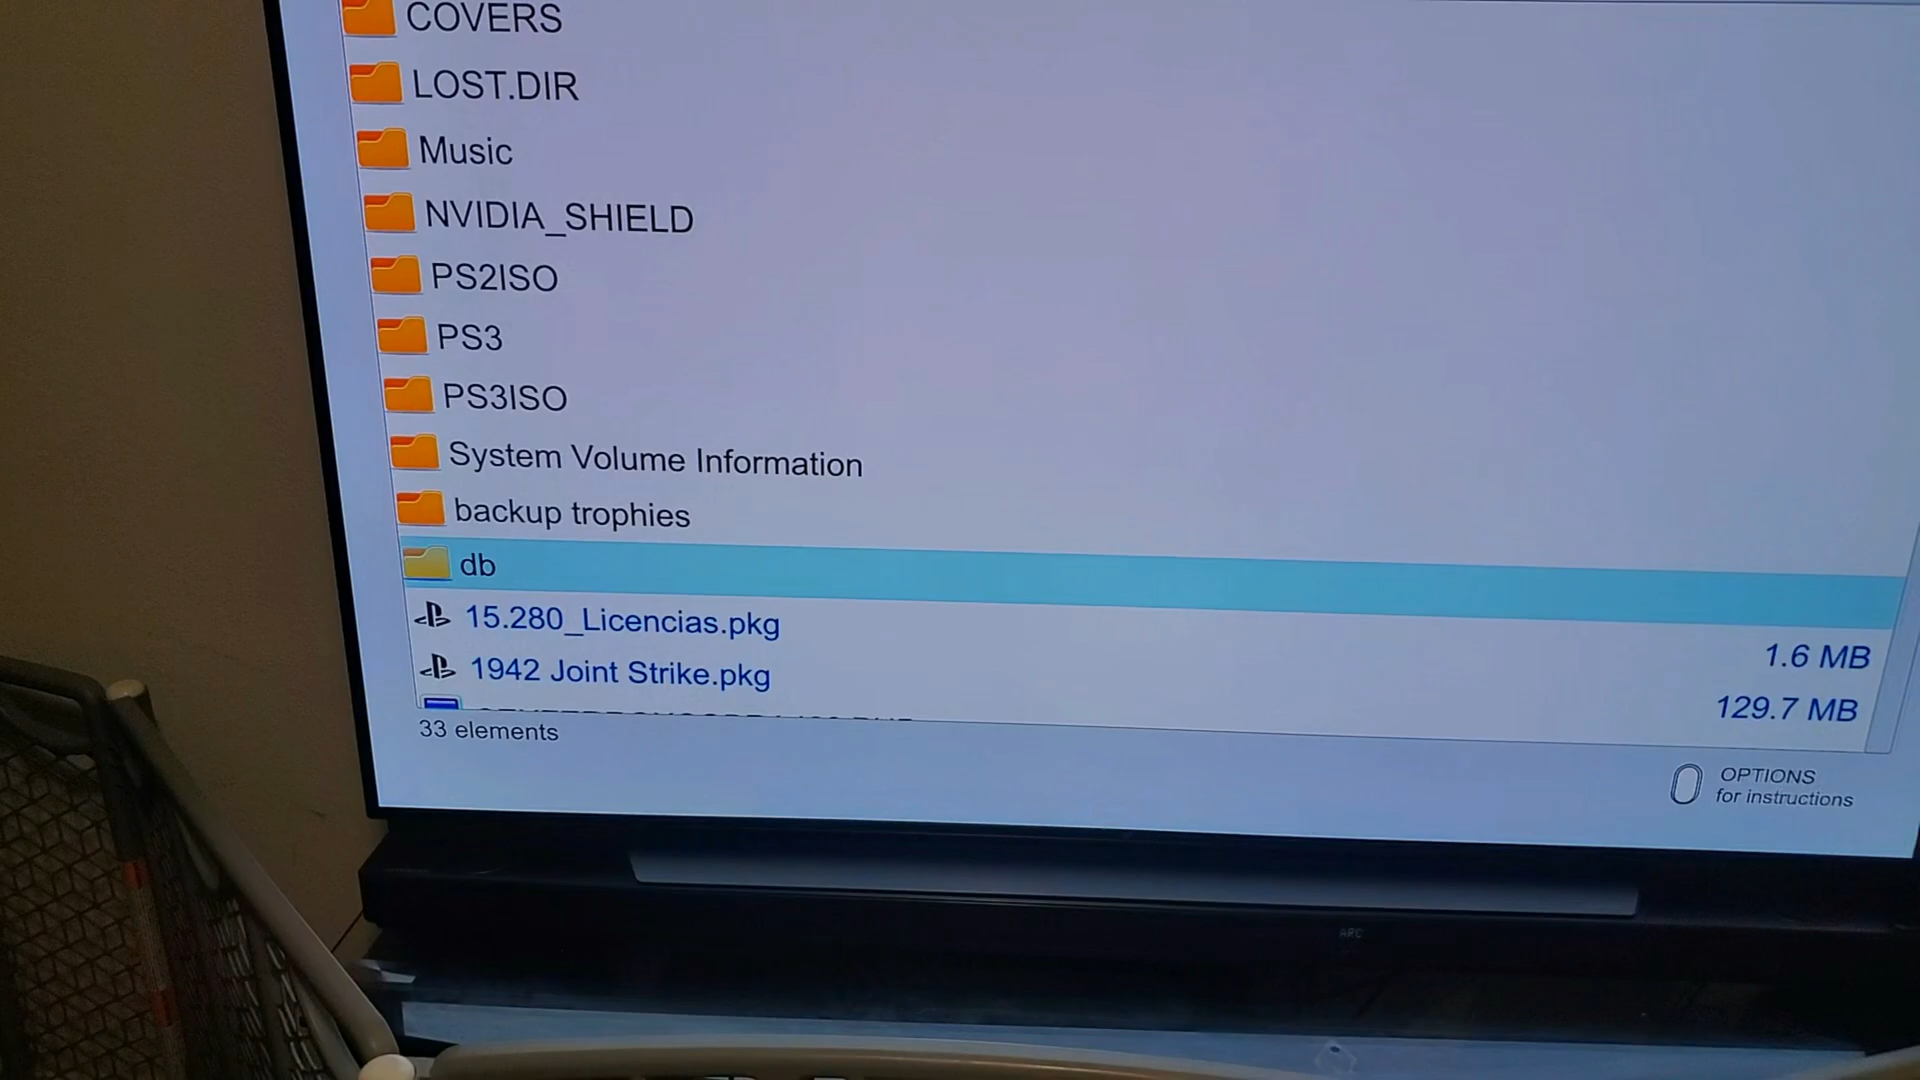 COVERS
LOST.DIR
Music
NVIDIA_SHIELD
PS2ISO
PS3
PS3ISO
System Volume Information
backup trophies
db
15.280_Licencias.pkg 1.6 MB
1942 Joint Strike.pkg 129.7 MB
33 elements
OPTIONS
for instructions
ARC